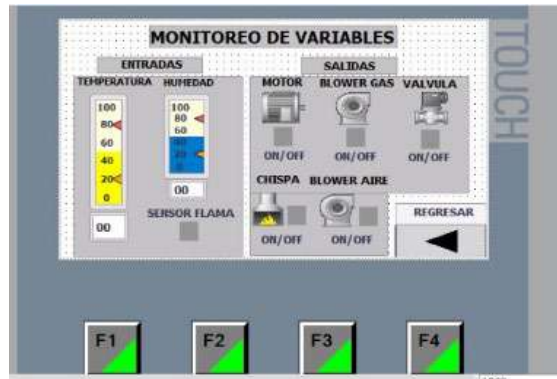 MONITOREO DE VARIABLES
ENTRADAS
TEMPERATURA
HUMEDAD
100
80
60
40
20
0
00
100
80
60
20
0
00
SENSOR FLAMA
SALIDAS
MOTOR
BLOWER GAS
VALVULA
ON/OFF
ON/OFF
ON/OFF
CHISPA
BLOWER AIRE
ON/OFF
ON/OFF
REGRESAR
TOUCH
F1
F2
F3
F4